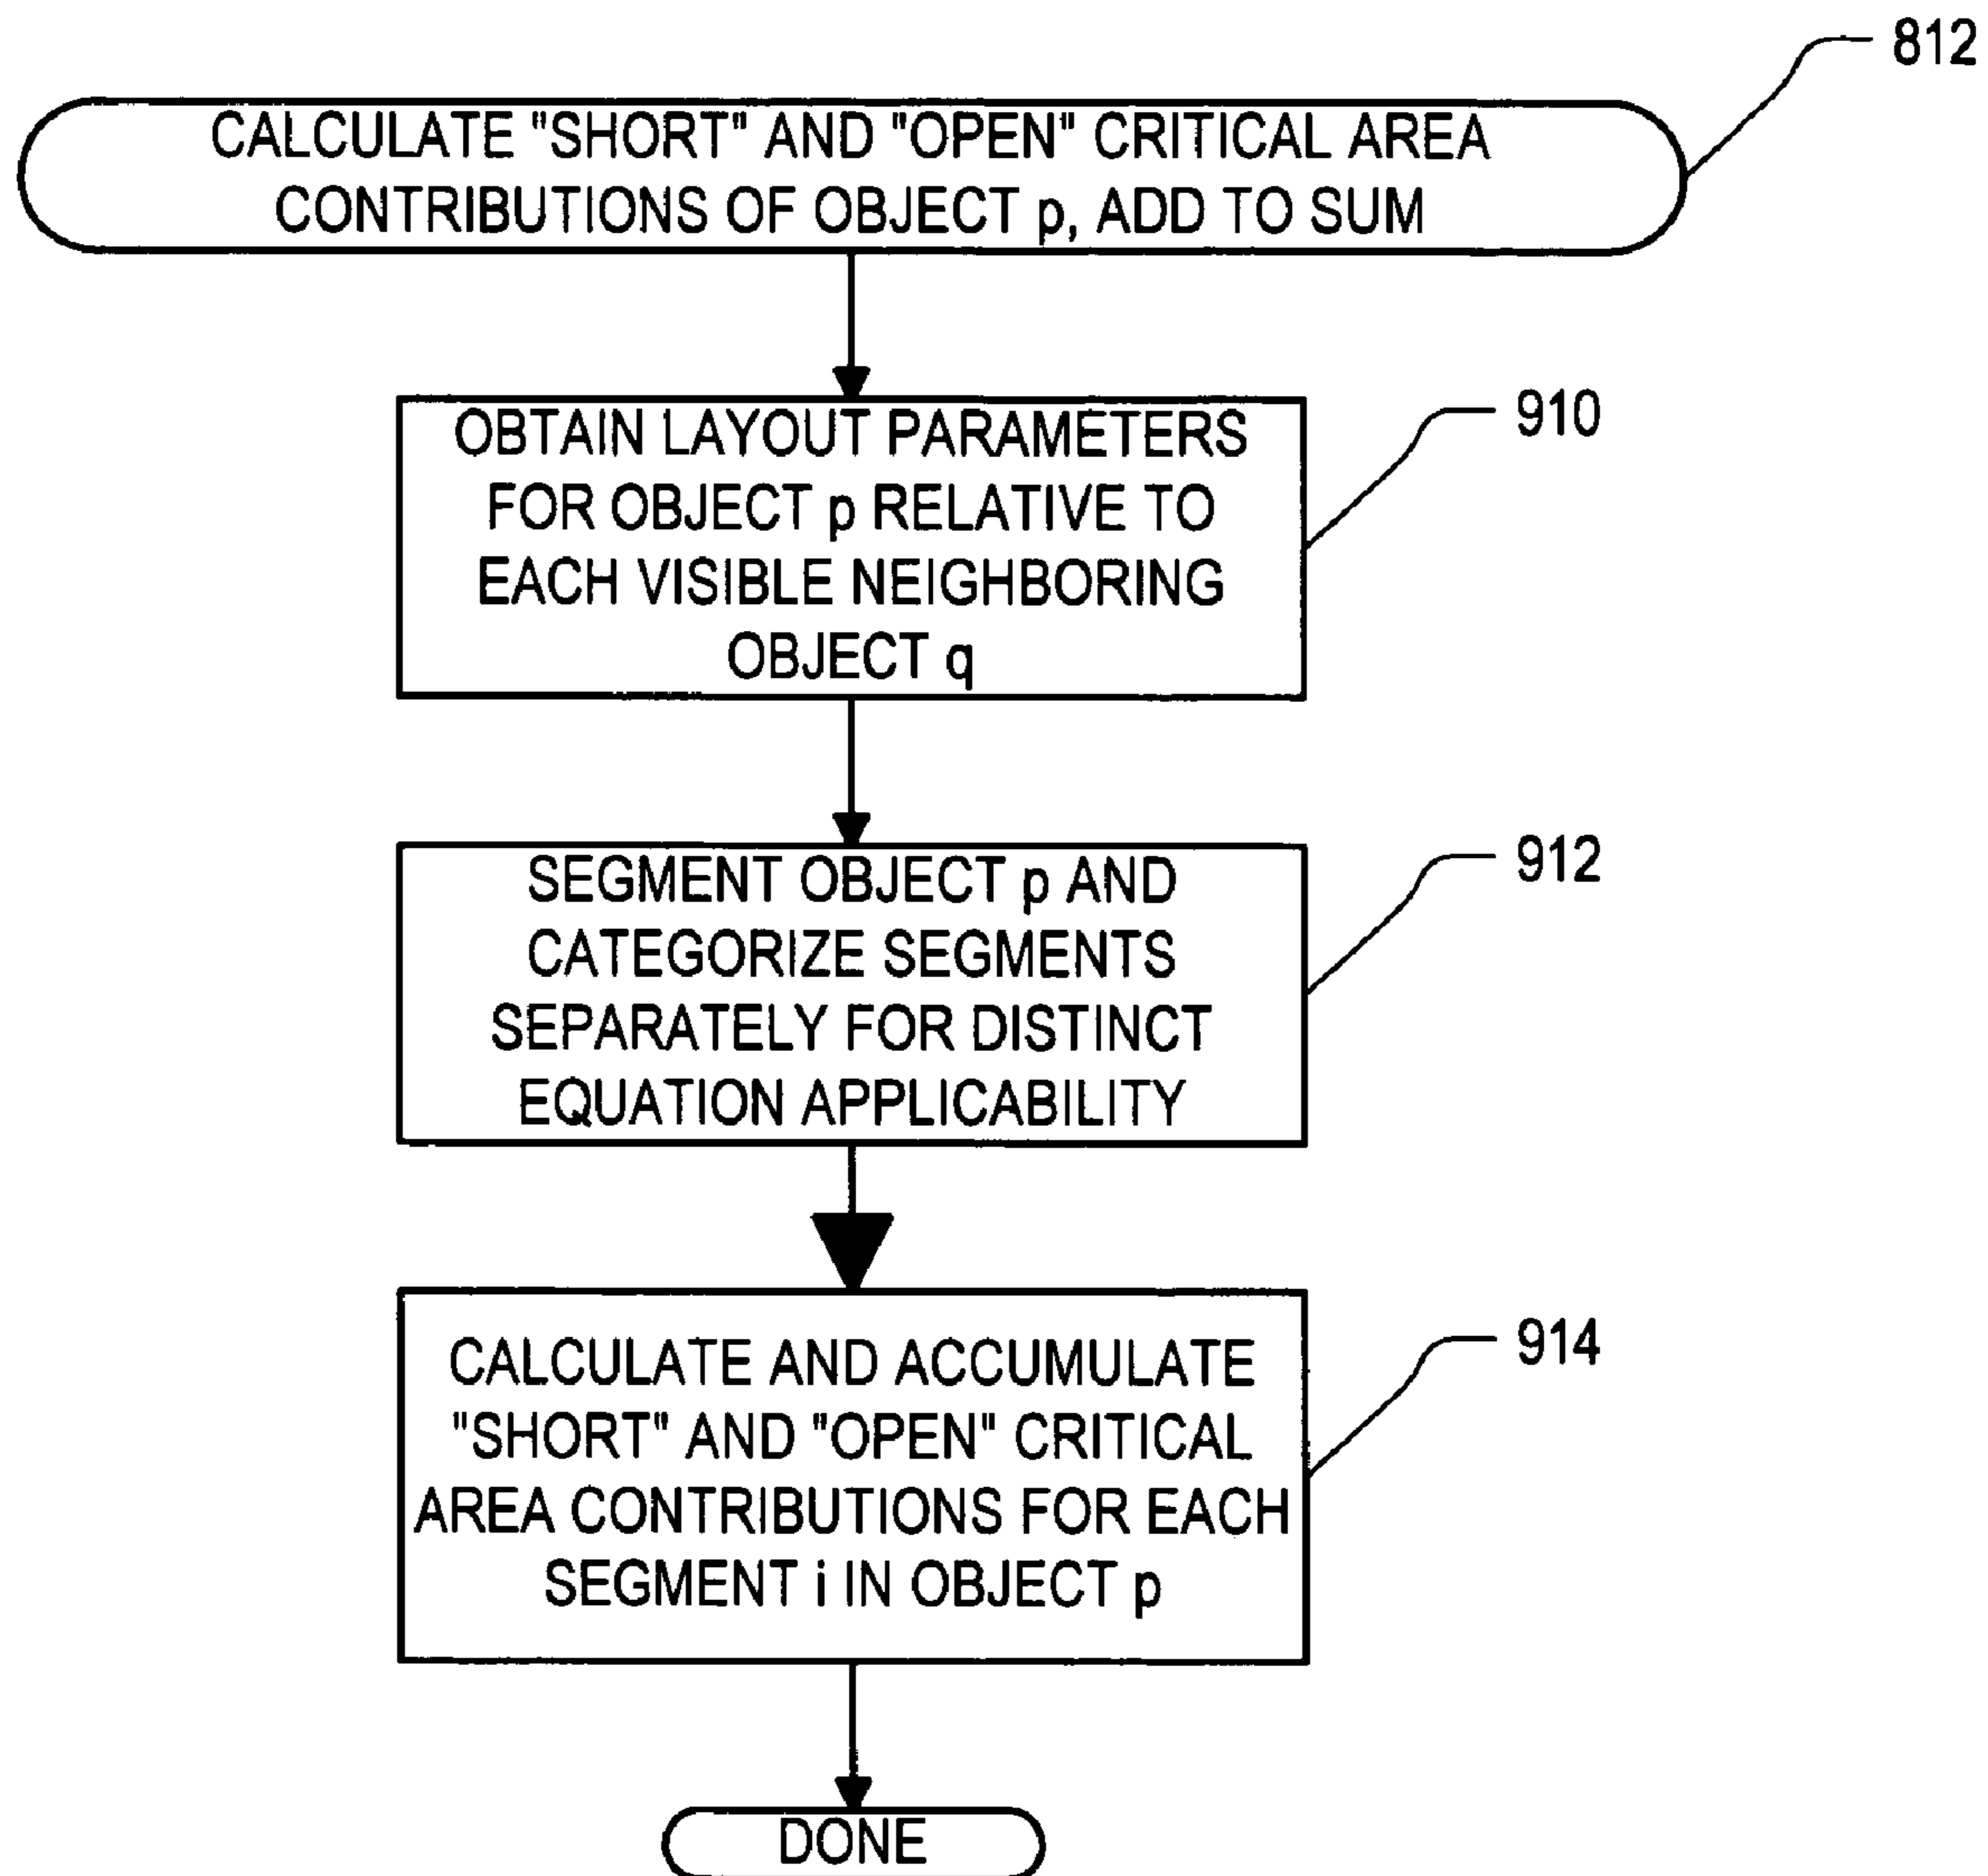 812
CALCULATE "SHORT" AND "OPEN" CRITICAL AREA
CONTRIBUTIONS OF OBJECT p, ADD TO SUM
910
OBTAIN LAYOUT PARAMETERS
FOR OBJECT p RELATIVE TO
EACH VISIBLE NEIGHBORING
OBJECT q
912
SEGMENT OBJECT p AND
CATEGORIZE SEGMENTS
SEPARATELY FOR DISTINCT
EQUATION APPLICABILITY
914
CALCULATE AND ACCUMULATE
"SHORT" AND "OPEN" CRITICAL
AREA CONTRIBUTIONS FOR EACH
SEGMENT i IN OBJECT p
DONE